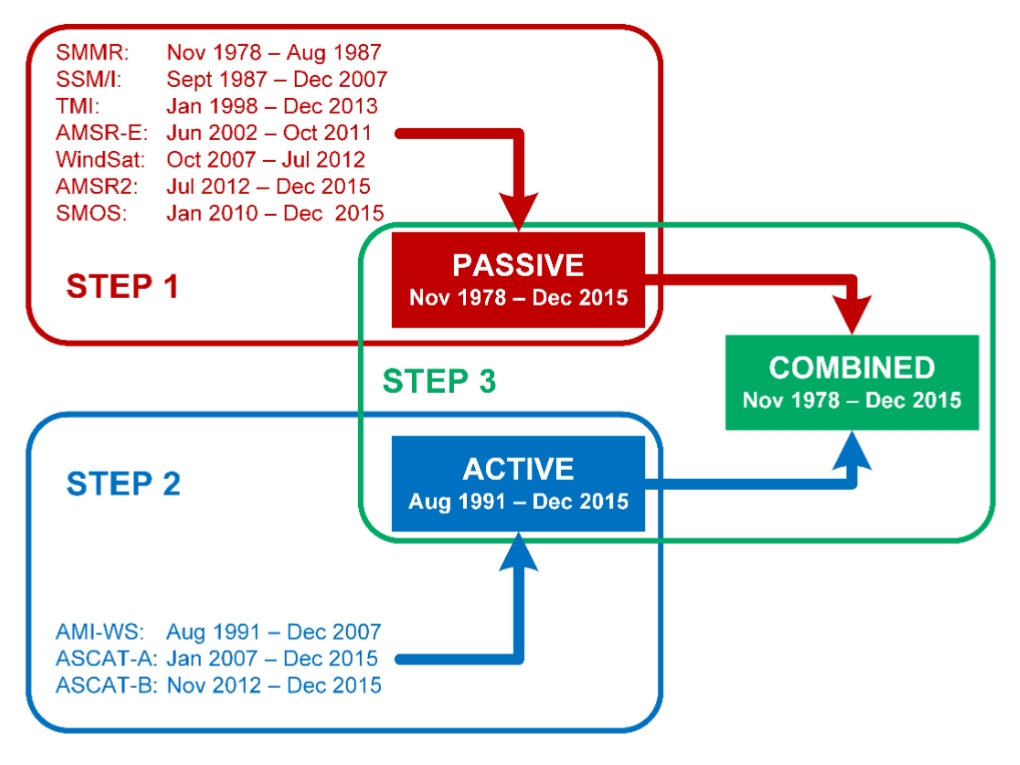 SMMR: Nov 1978 – Aug 1987
SSM/I: Sept 1987 – Dec 2007
TMI: Jan 1998 – Dec 2013
AMSR-E: Jun 2002 – Oct 2011
WindSat: Oct 2007 – Jul 2012
AMSR2: Jul 2012 – Dec 2015
SMOS: Jan 2010 – Dec 2015
STEP 1
PASSIVE
Nov 1978 – Dec 2015
STEP 3
COMBINED
Nov 1978 – Dec 2015
STEP 2
ACTIVE
Aug 1991 – Dec 2015
AMI-WS: Aug 1991 – Dec 2007
ASCAT-A: Jan 2007 – Dec 2015
ASCAT-B: Nov 2012 – Dec 2015